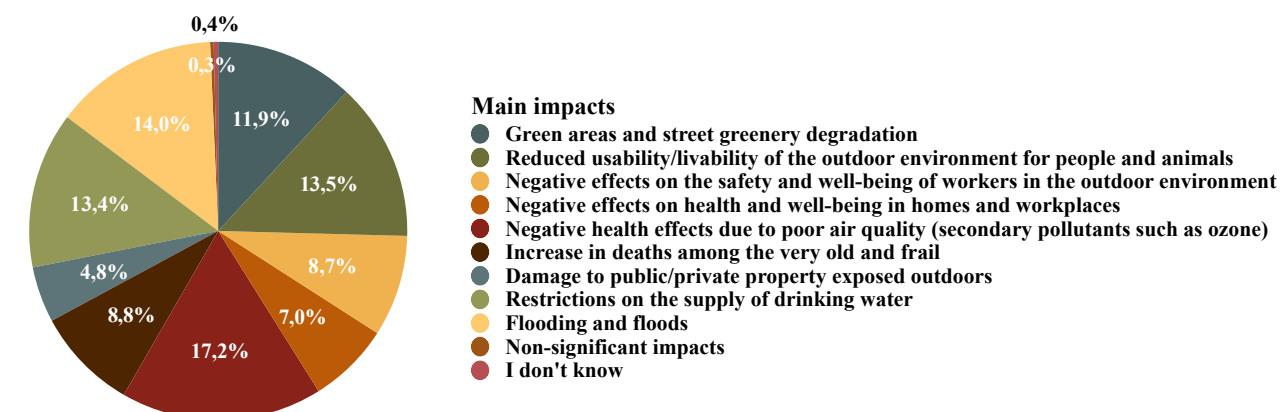 0,4%
0,3%
14,0%
11,9%
13,5%
13,4%
8,7%
4,8%
8,8%
7,0%
17,2%
Main impacts
Green areas and street greenery degradation
Reduced usability/livability of the outdoor environment for people and animals
Negative effects on the safety and well-being of workers in the outdoor environment
Negative effects on health and well-being in homes and workplaces
Negative health effects due to poor air quality (secondary pollutants such as ozone)
Increase in deaths among the very old and frail
Damage to public/private property exposed outdoors
Restrictions on the supply of drinking water
Flooding and floods
Non-significant impacts
I don't know